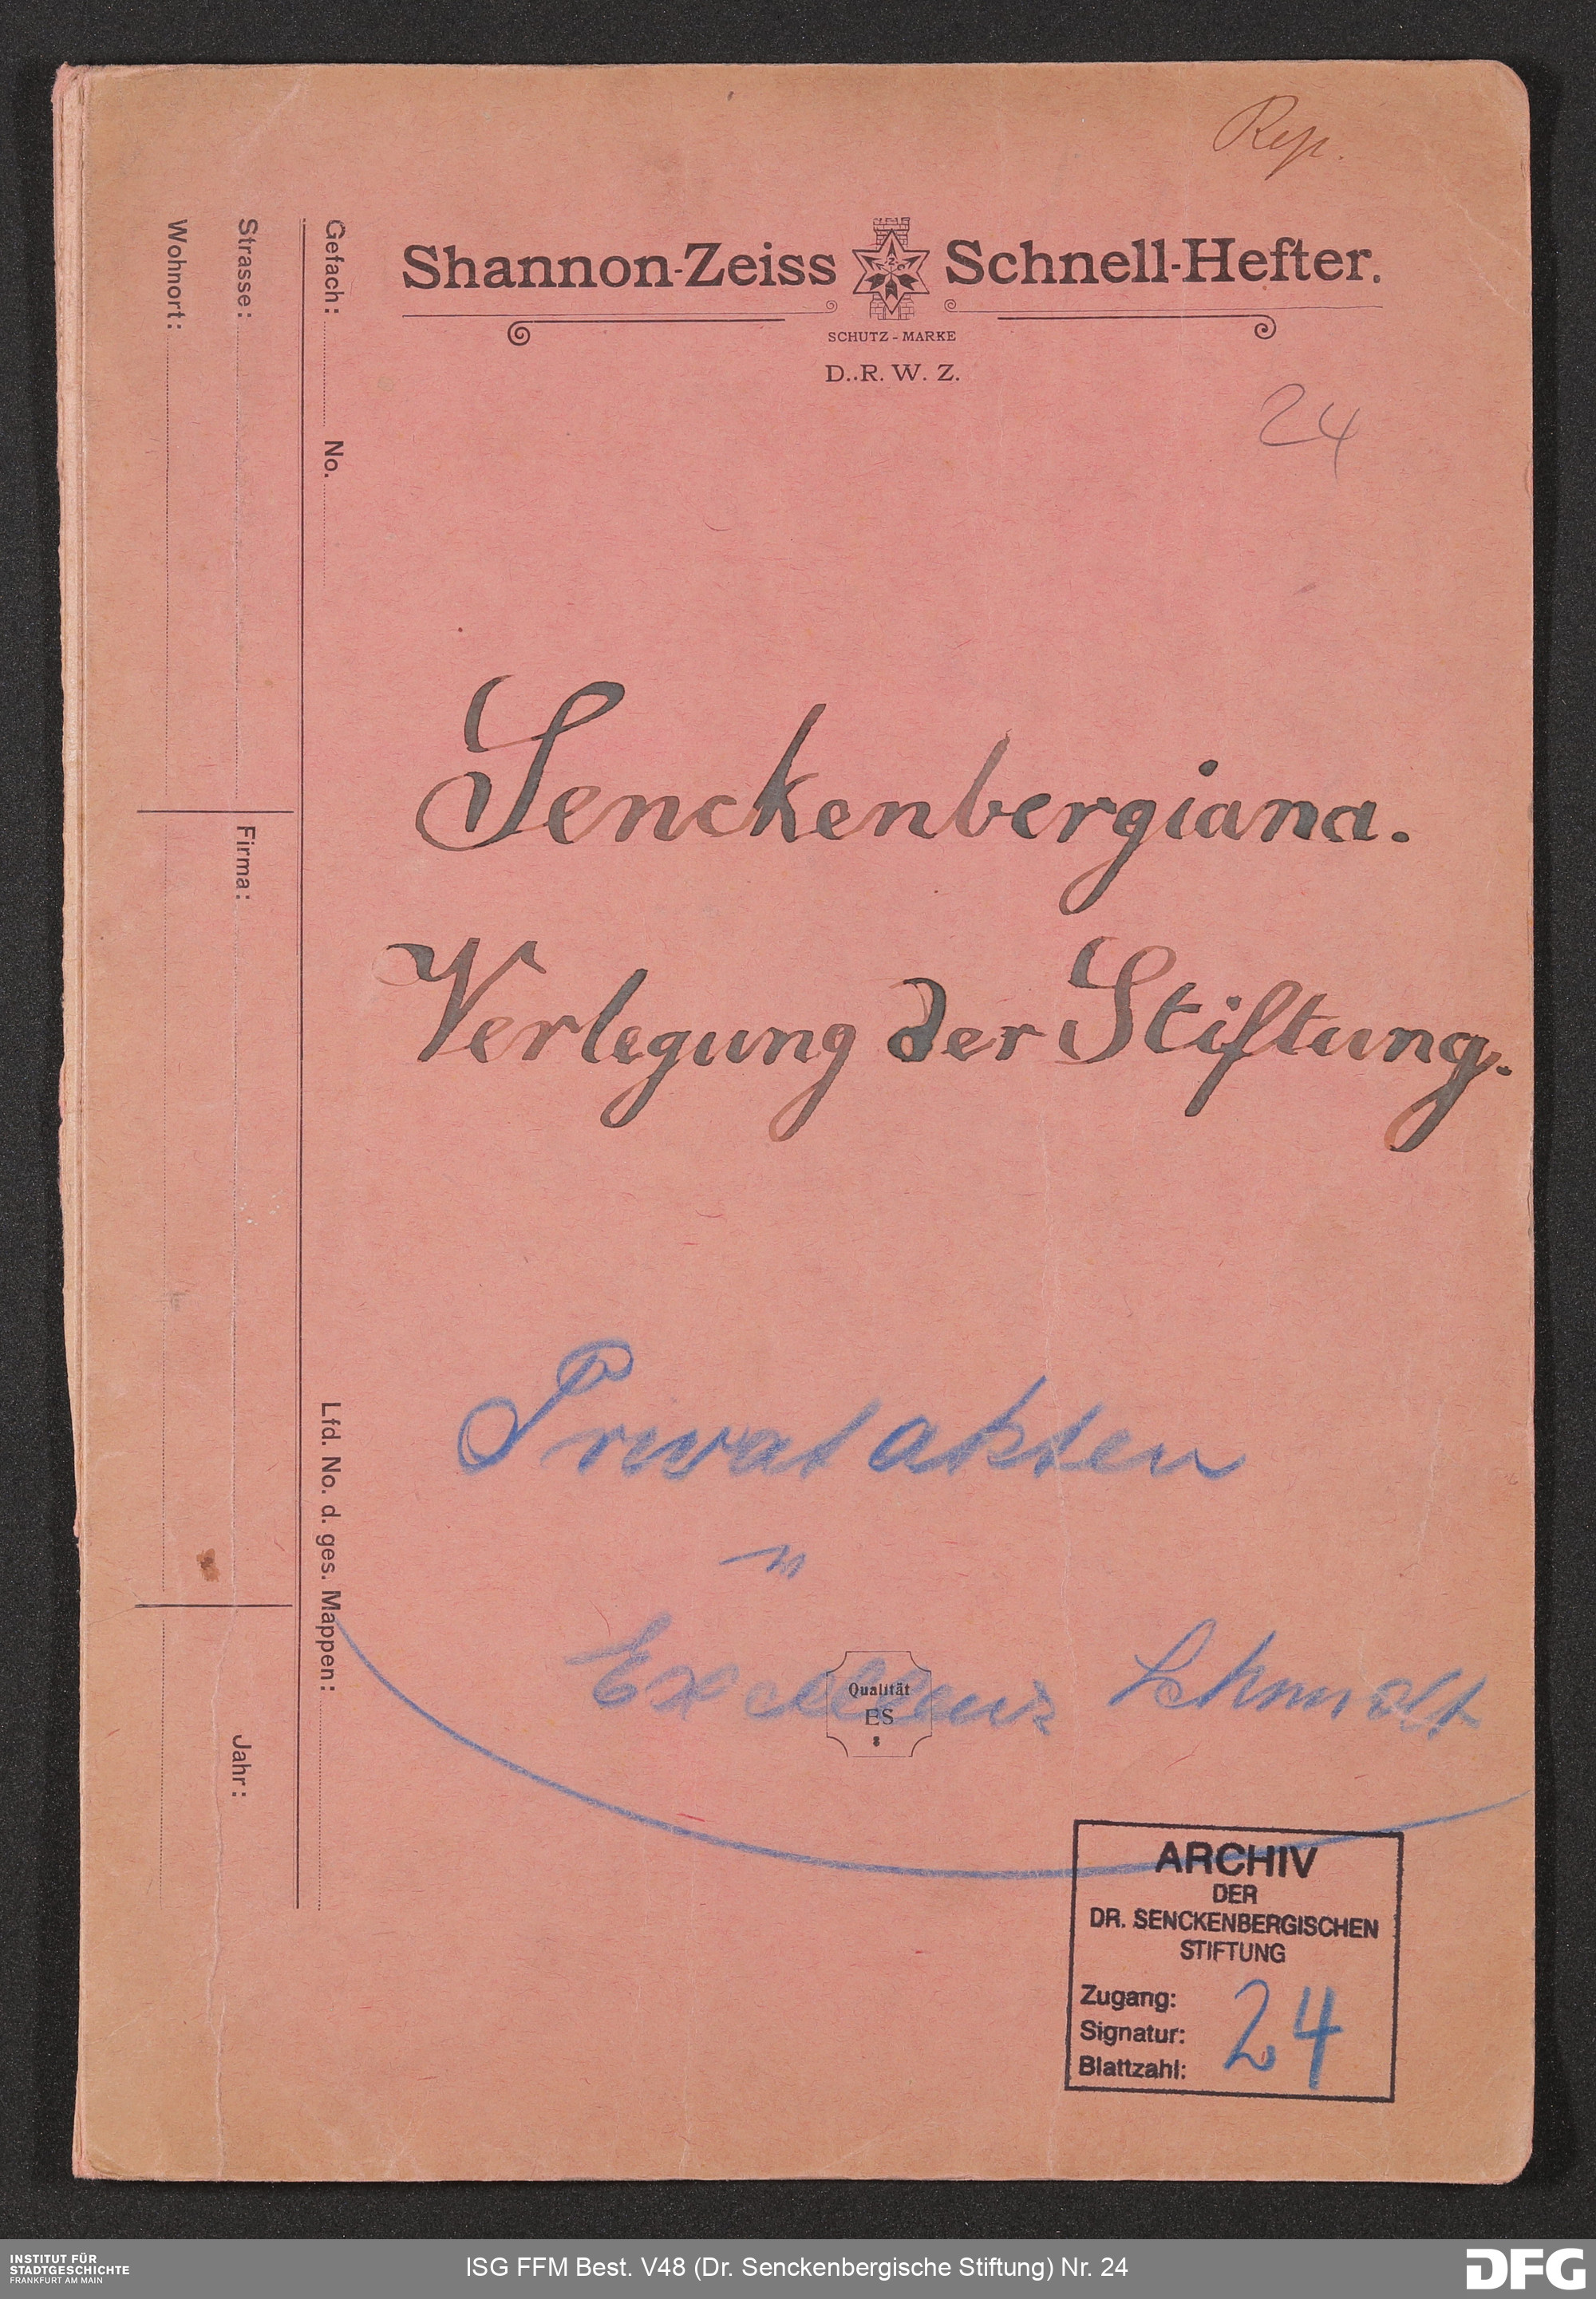 Rep.
Shannon-Zeiss Schnell-Hefter.
SCHUTZ - MARKE
D..R. W. Z.
24
Gefach: No.
Lfd. No. d. ges. Mappen:
Strasse: Firma: Jahr:
Wohnort:
Senckenbergiana.
Verlegung der Stiftung.
Privatakten
Excellenz Schmidt
Qualität
ES
8
ARCHIV
DER
DR. SENCKENBERGISCHEN
STIFTUNG
Zugang:
Signatur: 24
Blattzahl:
INSTITUT FÜR
STADTGESCHICHTE
FRANKFURT AM MAIN
ISG FFM Best. V48 (Dr. Senckenbergische Stiftung) Nr. 24
DFG